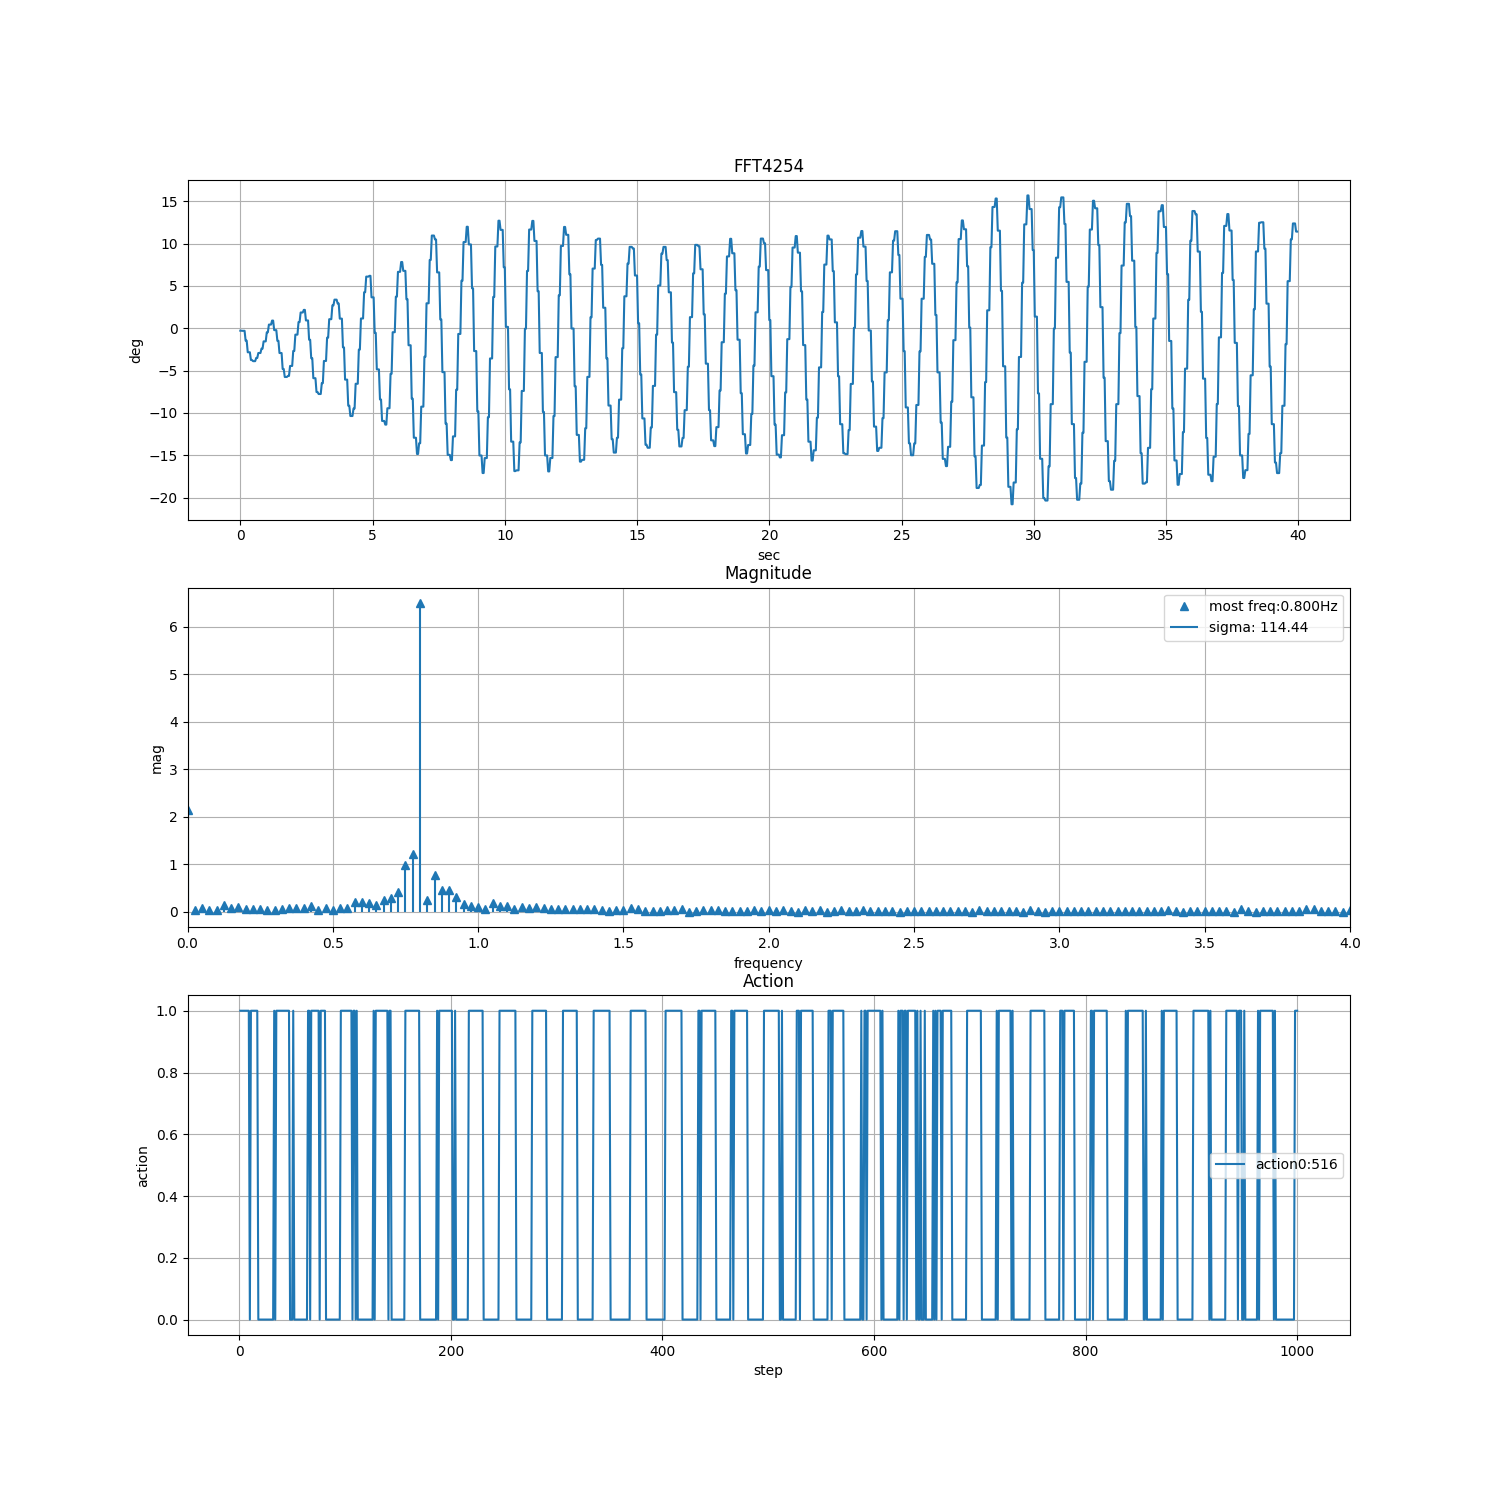 FFT4254
15
10
5
0
−5
−10
−15
−20
deg
0 5 10 15 20 25 30 35 40
sec
Magnitude
6
5
4
3
2
1
0
mag
most freq:0.800Hz
sigma: 114.44
0.0 0.5 1.0 1.5 2.0 2.5 3.0 3.5 4.0
frequency
Action
1.0
0.8
0.6
0.4
0.2
0.0
action
action0:516
0 200 400 600 800 1000
step